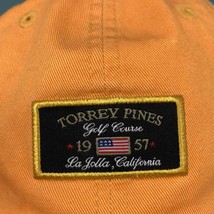 TORREY PINES
Golf Course
19 57
La Jolla, California